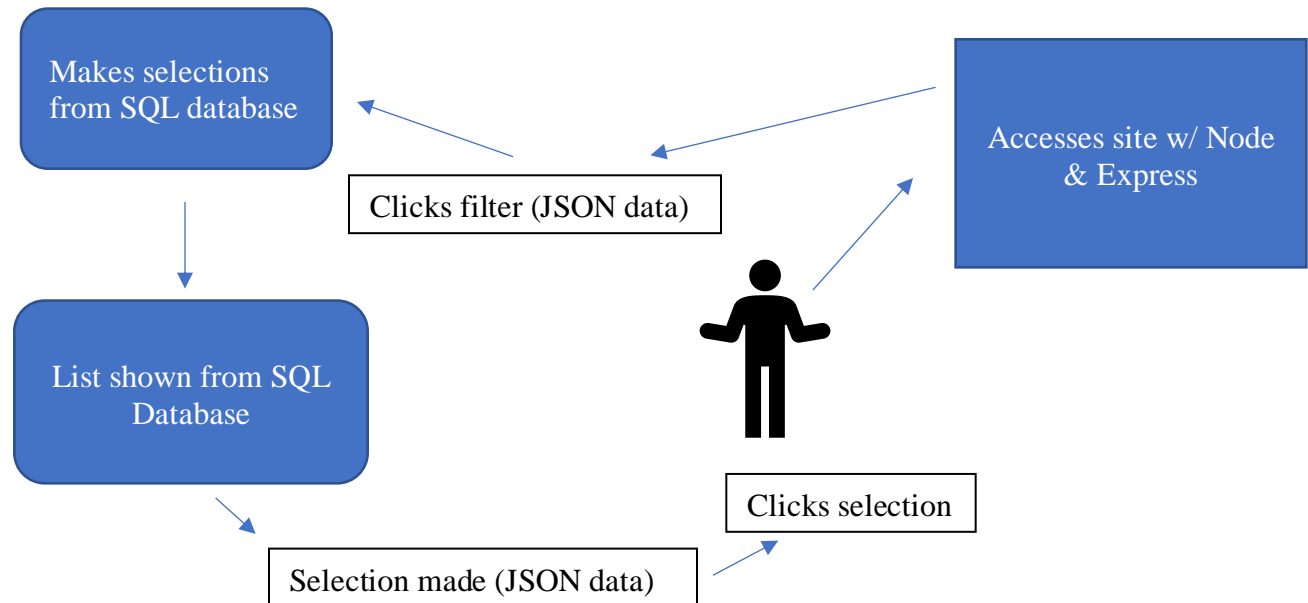 Makes selections
from SQL database
Accesses site w/ Node
& Express
Clicks filter (JSON data)
List shown from SQL
Database
Clicks selection
Selection made (JSON data)